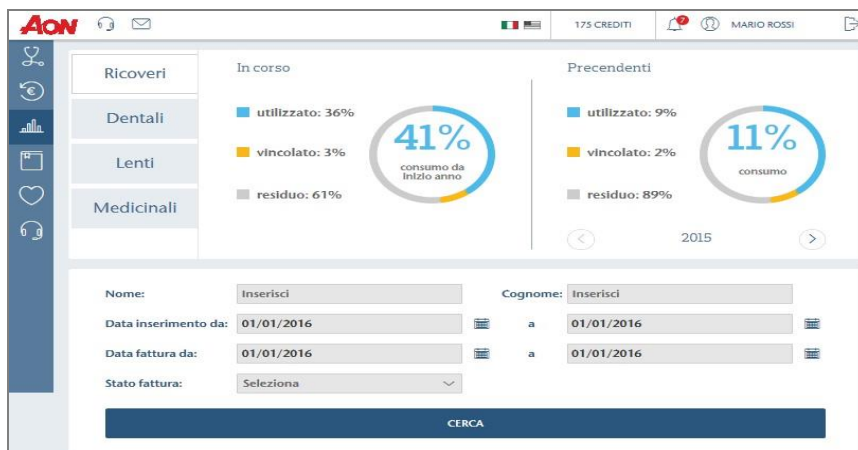 AON
175 CREDITI
7
MARIO ROSSI
Ricoveri
Dentali
Lenti
Medicinali
In corso
utilizzato: 36%
vincolato: 3%
residuo: 61%
41%
consumo da
inizio anno
Precendenti
utilizzato: 9%
vincolato: 2%
residuo: 89%
11%
consumo
2015
Nome: Inserisci Cognome: Inserisci
Data inserimento da: 01/01/2016 a 01/01/2016
Data fattura da: 01/01/2016 a 01/01/2016
Stato fattura: Seleziona
CERCA